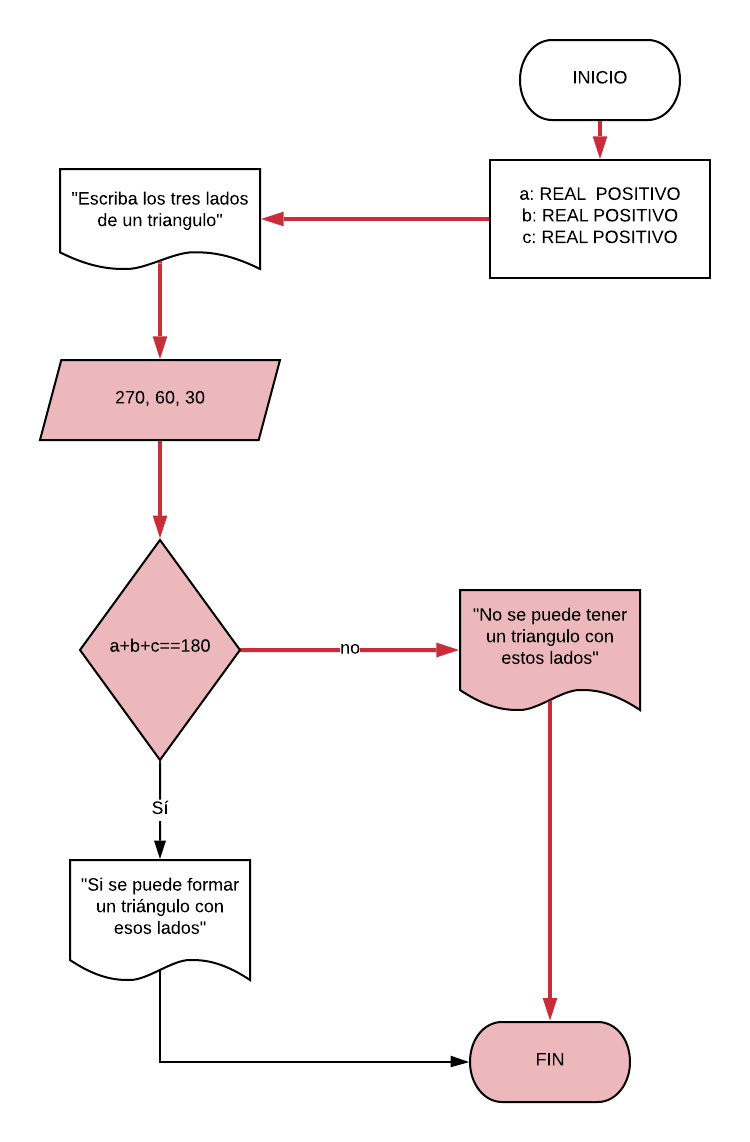 INICIO
a: REAL  POSITIVO
b: REAL POSITIVO
c: REAL POSITIVO
"Escriba los tres lados
de un triangulo"
270, 60, 30
a+b+c==180
no
"No se puede tener
un triangulo con
estos lados"
Sí
"Si se puede formar
un triángulo con
esos lados"
FIN